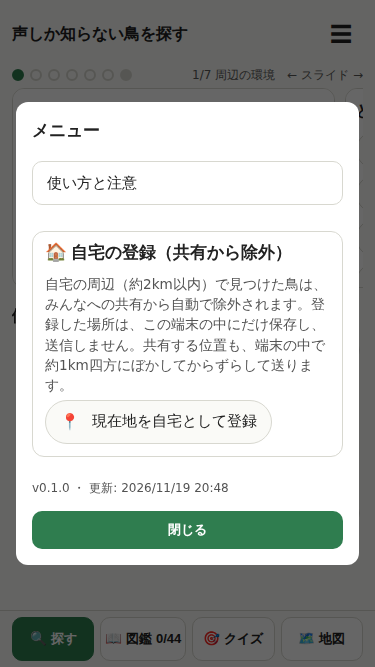 声しか知らない鳥を探す
☰
1/7 周辺の環境 ← スライド →
メニュー
使い方と注意
🏠 自宅の登録（共有から除外）
自宅の周辺（約2km以内）で見つけた鳥は、
みんなへの共有から自動で除外されます。登
録した場所は、この端末の中にだけ保存し、
送信しません。共有する位置も、端末の中で
約1km四方にぼかしてからずらして送りま
す。
📍 現在地を自宅として登録
v0.1.0 ・ 更新: 2026/11/19 20:48
閉じる
🔍 探す
📖 図鑑 0/44
🎯 クイズ
🗺️ 地図